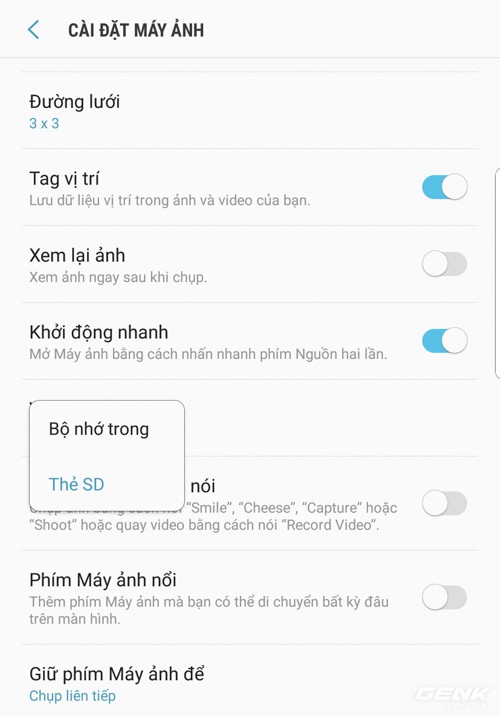 CÀI ĐẶT MÁY ẢNH
Đường lưới
3 x 3
Tag vị trí
Lưu dữ liệu vị trí trong ảnh và video của bạn.
Xem lại ảnh
Xem ảnh ngay sau khi chụp.
Khởi động nhanh
Mở Máy ảnh bằng cách nhấn nhanh phím Nguồn hai lần.
Bộ nhớ trong
Thẻ SD
nói
“Smile”, “Cheese”, “Capture” hoặc
“Shoot” hoặc quay video bằng cách nói “Record Video”.
Phím Máy ảnh nổi
Thêm phím Máy ảnh mà bạn có thể di chuyển bất kỳ đâu
trên màn hình.
Giữ phím Máy ảnh để
Chụp liên tiếp
GENK